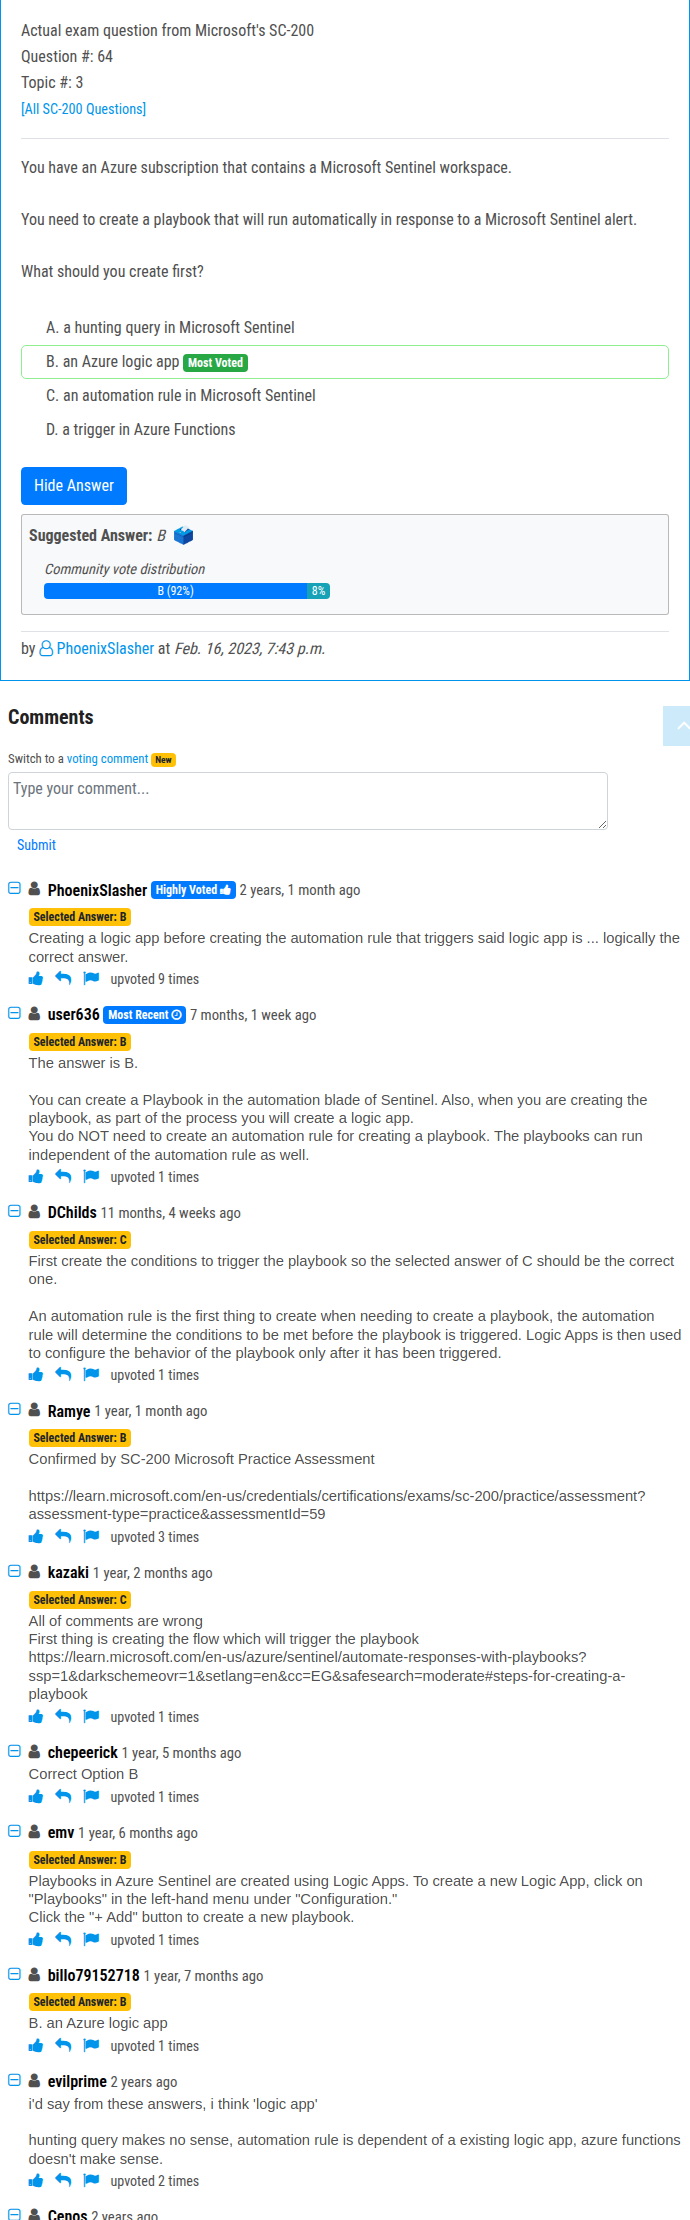 Actual exam question from Microsoft's SC-200
Question #: 64
Topic #: 3
[All SC-200 Questions]
You have an Azure subscription that contains a Microsoft Sentinel workspace.
You need to create a playbook that will run automatically in response to a Microsoft Sentinel alert.
What should you create first?
A. a hunting query in Microsoft Sentinel
B. an Azure logic app Most Voted
C. an automation rule in Microsoft Sentinel
D. a trigger in Azure Functions
Hide Answer
Suggested Answer: B
Community vote distribution
B (92%) 8%
by PhoenixSlasher at Feb. 16, 2023, 7:43 p.m.
Comments
Switch to a voting comment New
Type your comment...
Submit
PhoenixSlasher Highly Voted 2 years, 1 month ago
Selected Answer: B
Creating a logic app before creating the automation rule that triggers said logic app is ... logically the
correct answer.
upvoted 9 times
user636 Most Recent 7 months, 1 week ago
Selected Answer: B
The answer is B.
You can create a Playbook in the automation blade of Sentinel. Also, when you are creating the
playbook, as part of the process you will create a logic app.
You do NOT need to create an automation rule for creating a playbook. The playbooks can run
independent of the automation rule as well.
upvoted 1 times
DChilds 11 months, 4 weeks ago
Selected Answer: C
First create the conditions to trigger the playbook so the selected answer of C should be the correct
one.
An automation rule is the first thing to create when needing to create a playbook, the automation
rule will determine the conditions to be met before the playbook is triggered. Logic Apps is then used
to configure the behavior of the playbook only after it has been triggered.
upvoted 1 times
Ramye 1 year, 1 month ago
Selected Answer: B
Confirmed by SC-200 Microsoft Practice Assessment
https://learn.microsoft.com/en-us/credentials/certifications/exams/sc-200/practice/assessment?
assessment-type=practice&assessmentId=59
upvoted 3 times
kazaki 1 year, 2 months ago
Selected Answer: C
All of comments are wrong
First thing is creating the flow which will trigger the playbook
https://learn.microsoft.com/en-us/azure/sentinel/automate-responses-with-playbooks?
ssp=1&darkschemeovr=1&setlang=en&cc=EG&safesearch=moderate#steps-for-creating-a-
playbook
upvoted 1 times
chepeerick 1 year, 5 months ago
Correct Option B
upvoted 1 times
emv 1 year, 6 months ago
Selected Answer: B
Playbooks in Azure Sentinel are created using Logic Apps. To create a new Logic App, click on
"Playbooks" in the left-hand menu under "Configuration."
Click the "+ Add" button to create a new playbook.
upvoted 1 times
billo79152718 1 year, 7 months ago
Selected Answer: B
B. an Azure logic app
upvoted 1 times
evilprime 2 years ago
i'd say from these answers, i think 'logic app'
hunting query makes no sense, automation rule is dependent of a existing logic app, azure functions
doesn't make sense.
upvoted 2 times
Cenos 2 years ago